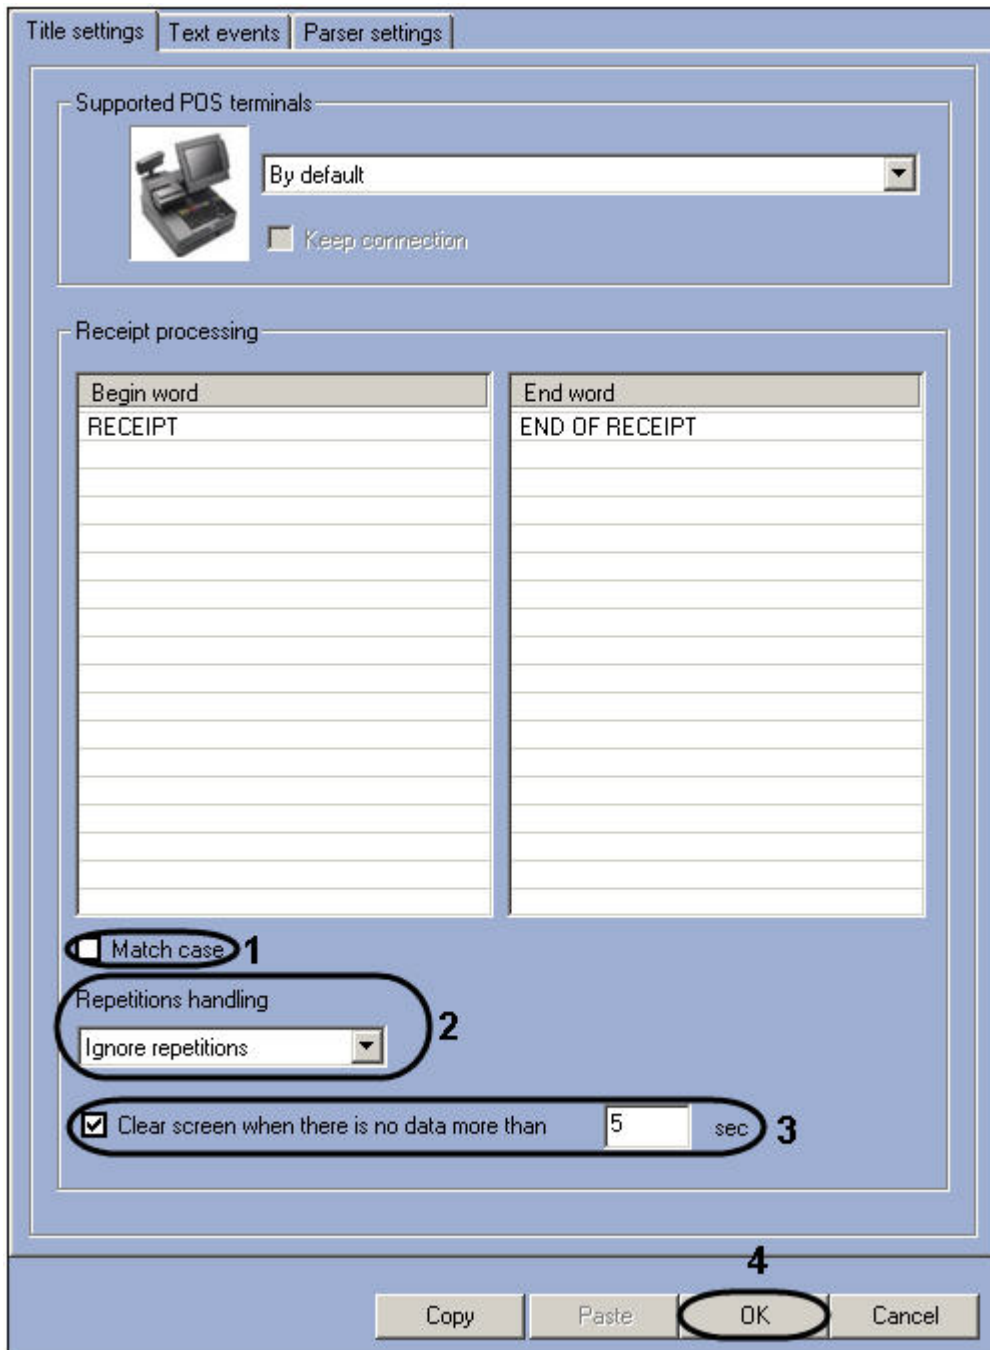 Title settings Text events Parser settings
Supported POS terminals
By default
Keep connection
Receipt processing
Begin word End word
RECEIPT END OF RECEIPT
Match case 1
Repetitions handling
2
Ignore repetitions
Clear screen when there is no data more than 5 sec 3
4
Copy Paste OK Cancel